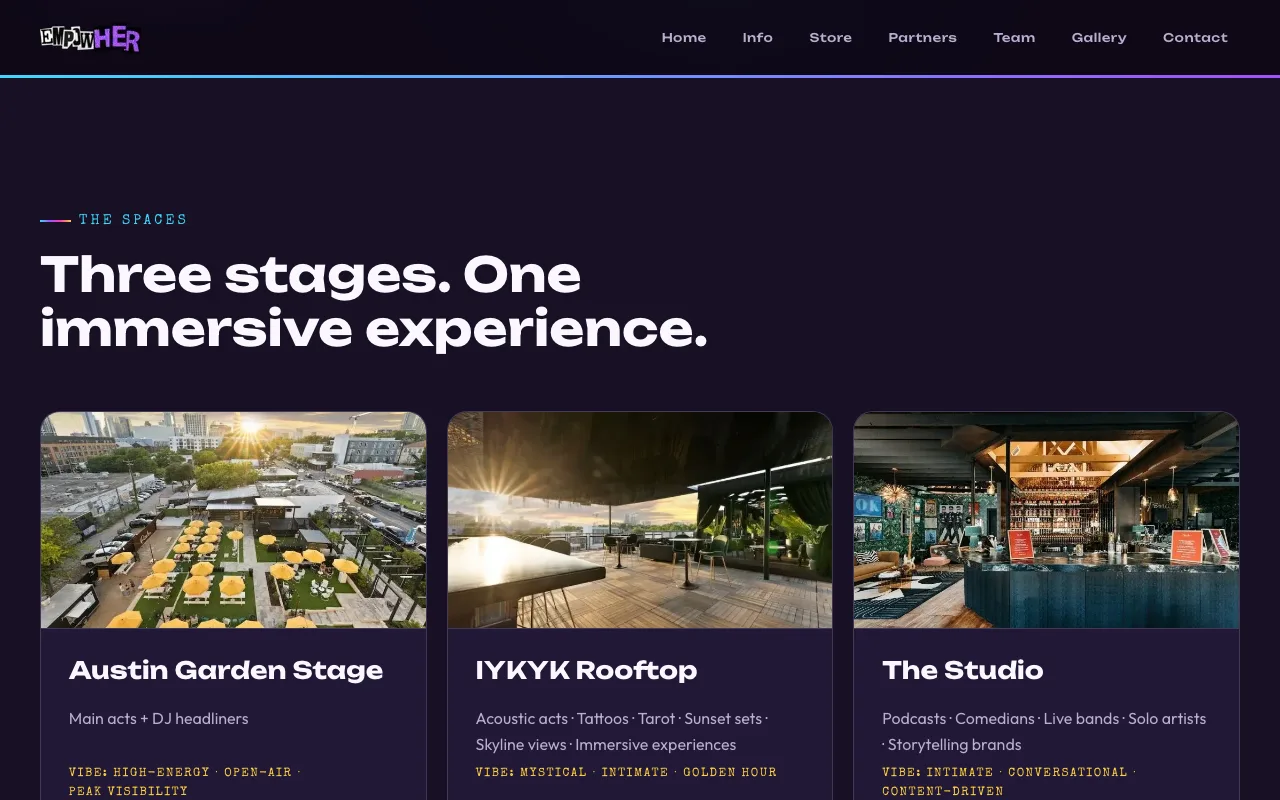 EMPOWHER
Home
Info
Store
Partners
Team
Gallery
Contact
THE SPACES
Three stages. One
immersive experience.
Austin Garden Stage
Main acts + DJ headliners
VIBE: HIGH-ENERGY · OPEN-AIR ·
PEAK VISIBILITY
IYKYK Rooftop
Acoustic acts · Tattoos · Tarot · Sunset sets ·
Skyline views · Immersive experiences
VIBE: MYSTICAL · INTIMATE · GOLDEN HOUR
The Studio
Podcasts · Comedians · Live bands · Solo artists
· Storytelling brands
VIBE: INTIMATE · CONVERSATIONAL ·
CONTENT-DRIVEN